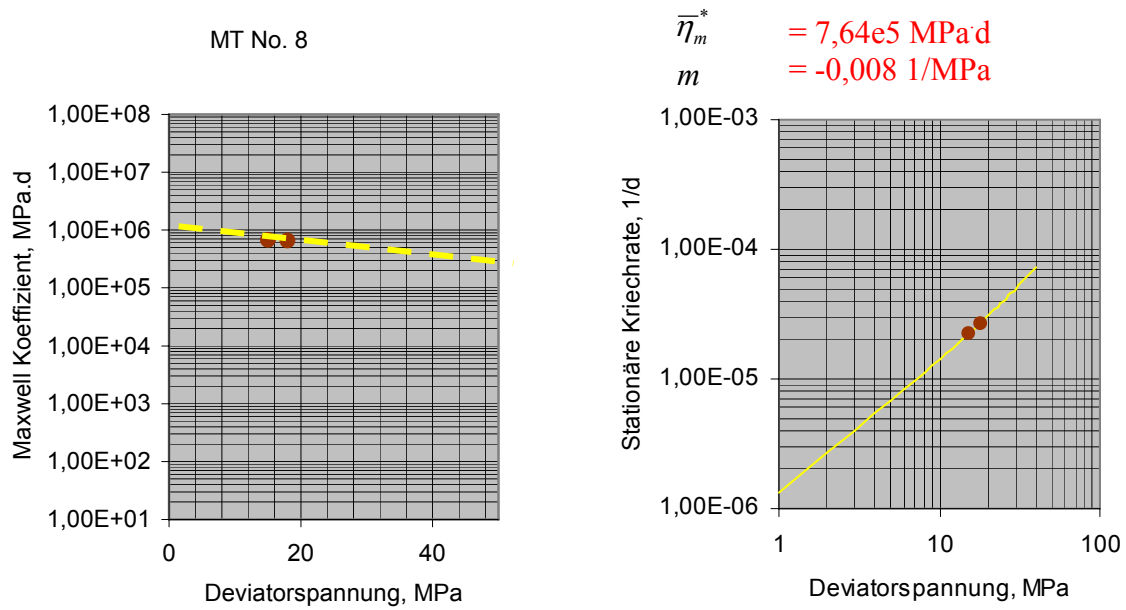 MT No. 8
η̅*m = 7,64e5 MPa·d
m = -0,008 1/MPa
Maxwell Koeffizient, MPa.d
1,00E+08
1,00E+07
1,00E+06
1,00E+05
1,00E+04
1,00E+03
1,00E+02
1,00E+01
0 20 40
Deviatorspannung, MPa
Stationäre Kriechrate, 1/d
1,00E-03
1,00E-04
1,00E-05
1,00E-06
1 10 100
Deviatorspannung, MPa